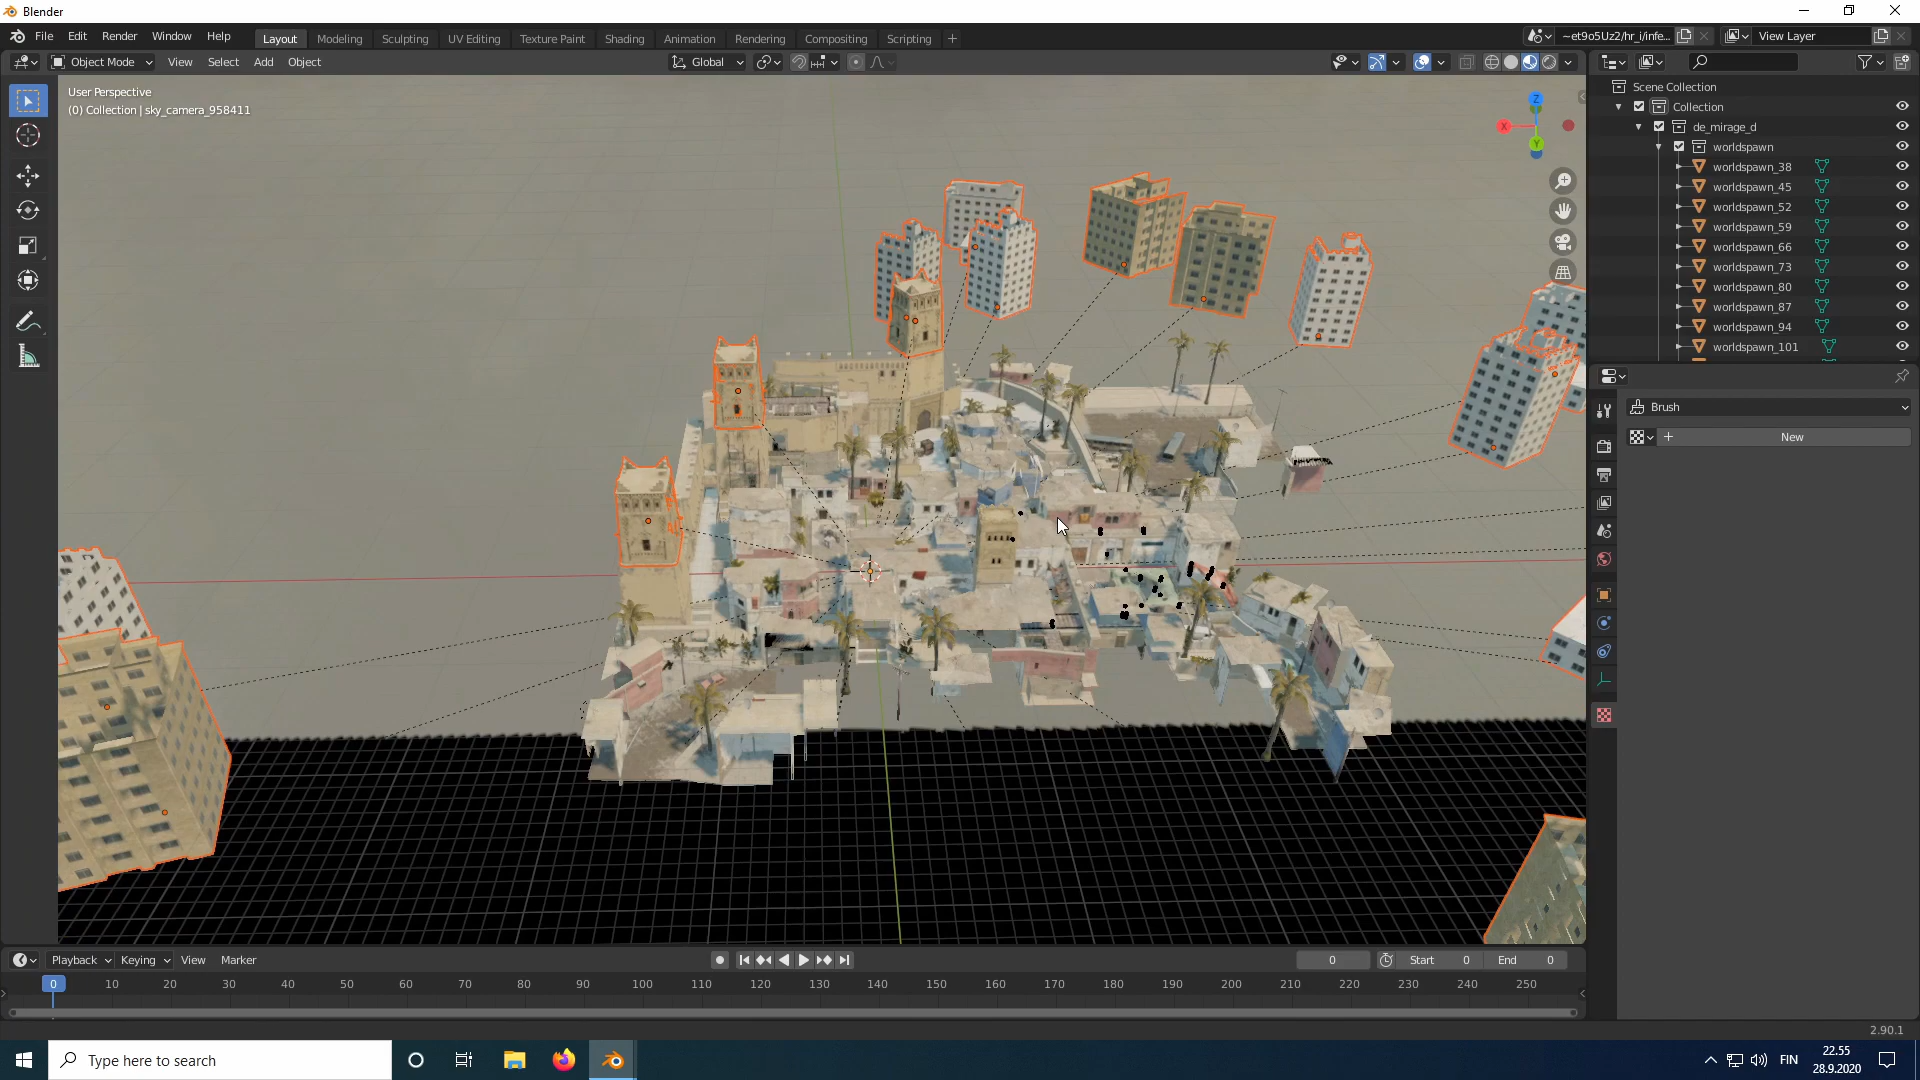 Blender
File Edit Render Window Help
Layout Modeling Sculpting UV Editing Texture Paint Shading Animation Rendering Compositing Scripting
~et9o5Uz2/hr_i/infe...
View Layer
Object Mode View Select Add Object
Global
User Perspective
(0) Collection | sky_camera_958411
Z
X
Y
Scene Collection
Collection
de_mirage_d
worldspawn
worldspawn_38
worldspawn_45
worldspawn_52
worldspawn_59
worldspawn_66
worldspawn_73
worldspawn_80
worldspawn_87
worldspawn_94
worldspawn_101
Brush
New
Playback Keying View Marker
0
Start 0
End 0
0 10 20 30 40 50 60 70 80 90 100 110 120 130 140 150 160 170 180 190 200 210 220 230 240 250
2.90.1
Type here to search
FIN
22.55
28.9.2020